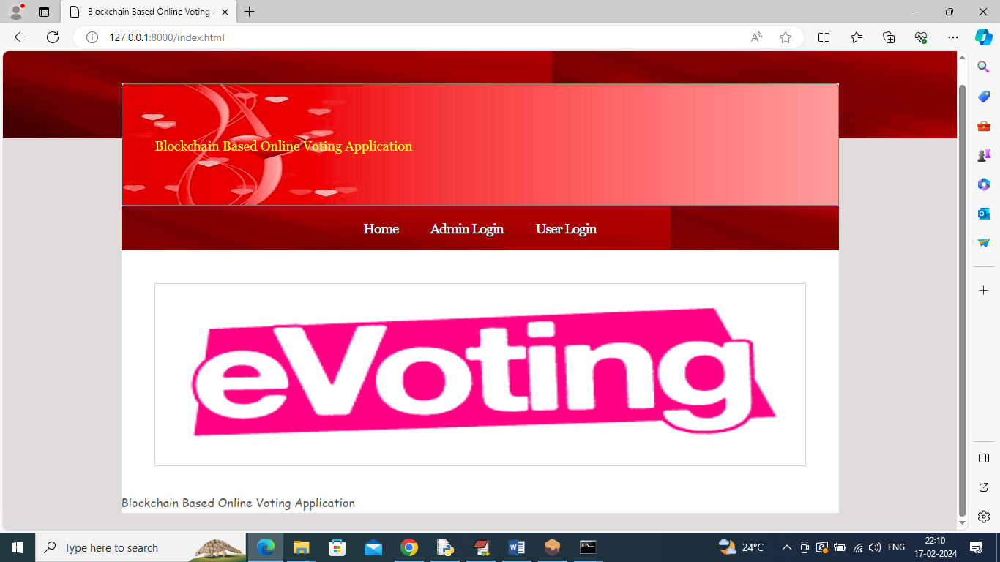 Blockchain Based Online Voting
127.0.0.1:8000/index.html
Blockchain Based Online Voting Application
Home Admin Login User Login
eVoting
Blockchain Based Online Voting Application
Type here to search
24°C
ENG
22:10
17-02-2024